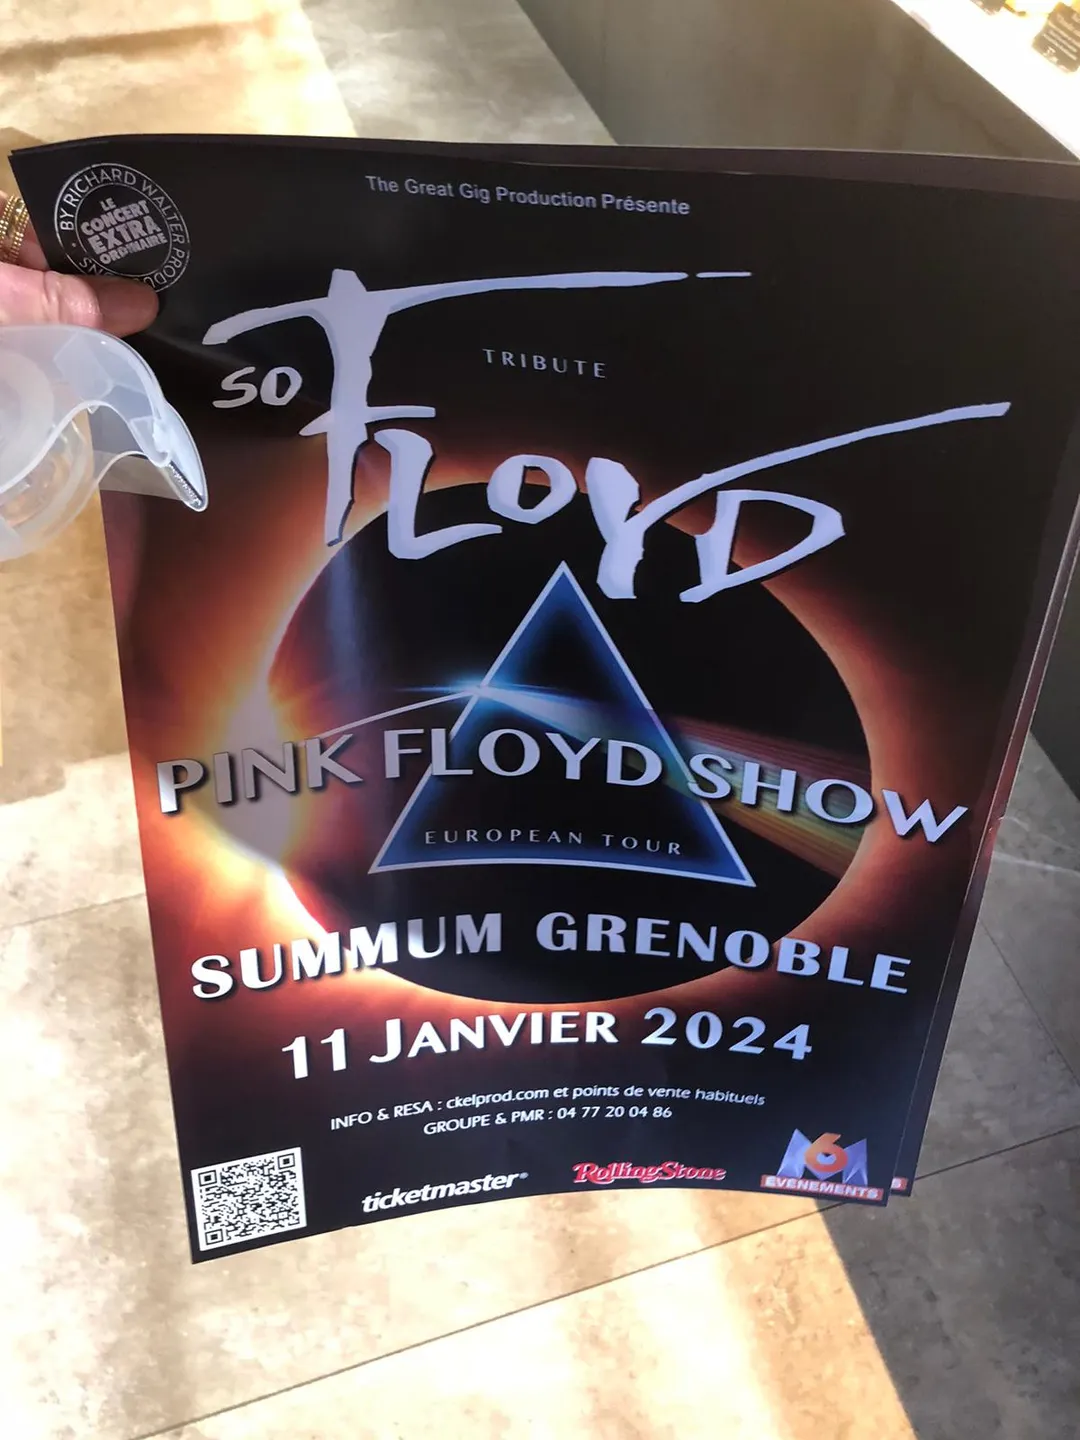 BY RICHARD WALTER PRODUCTIONS
LE
CONCERT
EXTRA
ORDINAIRE
The Great Gig Production Présente
TRIBUTE
SO
FLOYD
PINK FLOYD SHOW
EUROPEAN TOUR
SUMMUM GRENOBLE
11 JANVIER 2024
INFO & RESA : ckelprod.com et points de vente habituels
GROUPE & PMR : 04 77 20 04 86
ticketmaster®
RollingStone
M6
EVENEMENTS
S